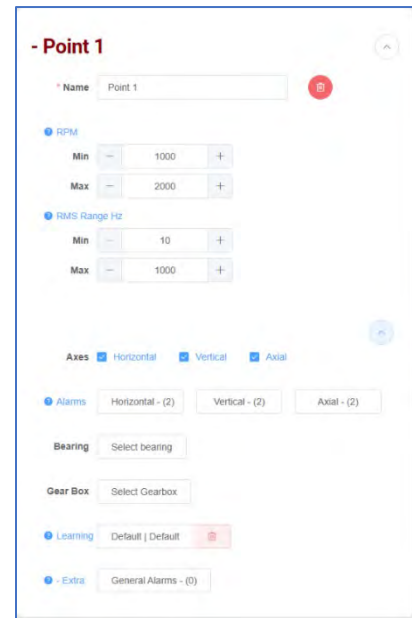 - Point 1
* Name Point 1
RPM
Min − 1000 +
Max − 2000 +
RMS Range Hz
Min − 10 +
Max − 1000 +
Axes Horizontal Vertical Axial
Alarms Horizontal - (2) Vertical - (2) Axial - (2)
Bearing Select bearing
Gear Box Select Gearbox
Learning Default | Default
- Extra General Alarms - (0)